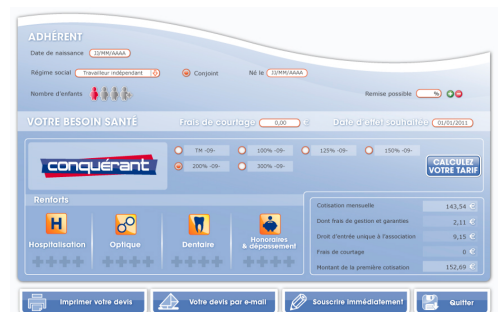 ADHÉRENT
Date de naissance JJ/MM/AAAA
Régime social Travailleur indépendant Conjoint Né le JJ/MM/AAAA
Nombre d'enfants Remise possible %
VOTRE BESOIN SANTÉ Frais de courtage 0,00 € Date d'effet souhaitée 01/01/2011
conquérant
TM -09- 100% -09- 125% -09- 150% -09-
200% -09- 300% -09-
CALCULEZ
VOTRE TARIF
Renforts
H
Hospitalisation Optique Dentaire Honoraires
& dépassement
Cotisation mensuelle 143,54 €
Dont frais de gestion et garanties 2,11 €
Droit d'entrée unique à l'association 9,15 €
Frais de courtage 0 €
Montant de la première cotisation 152,69 €
Imprimer votre devis Votre devis par e-mail Souscrire immédiatement Quitter